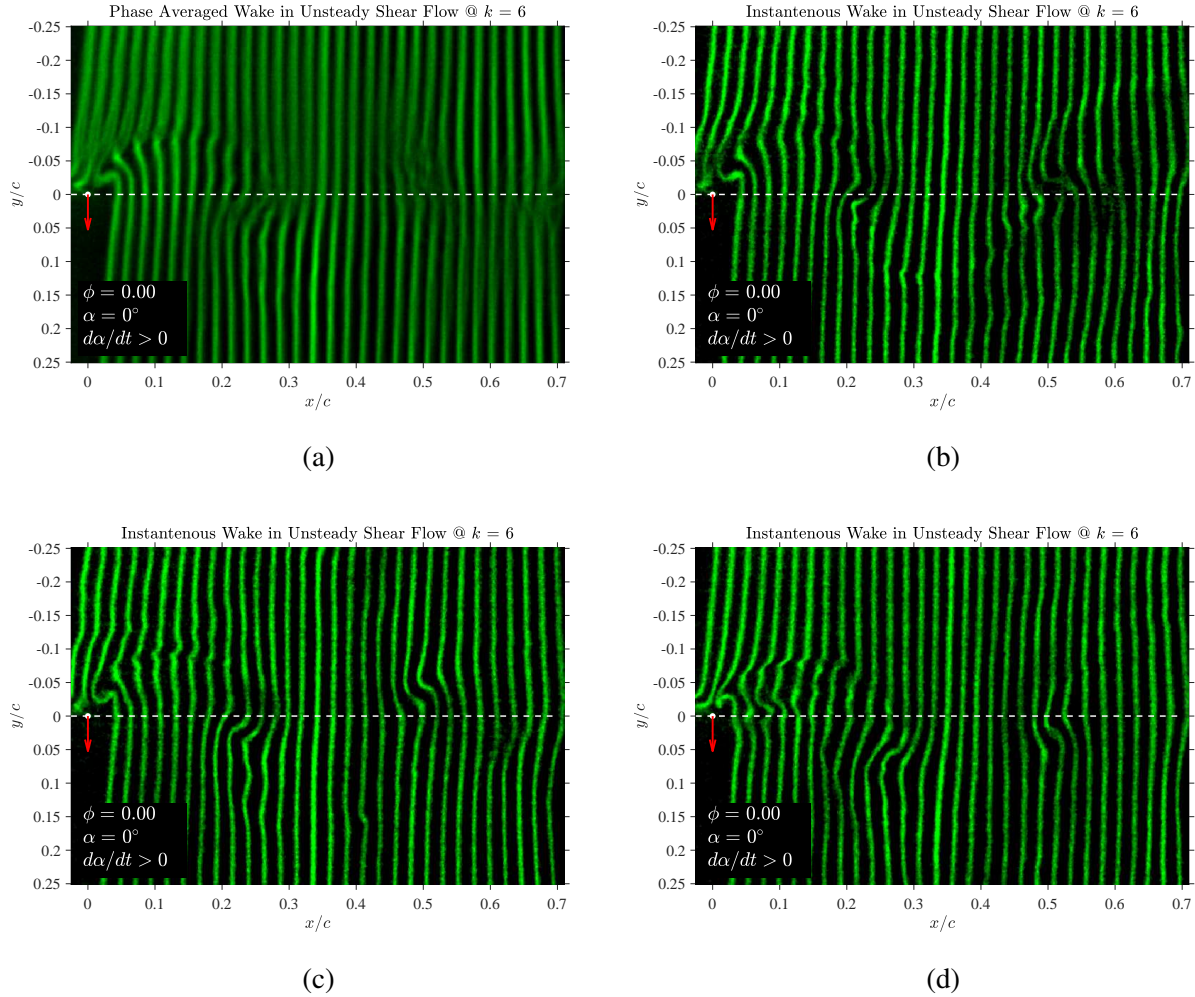 Phase Averaged Wake in Unsteady Shear Flow @ k = 6
-0.25
-0.2
-0.15
-0.1
-0.05
0
0.05
0.1
0.15
0.2
0.25
y/c
ϕ = 0.00
α = 0°
dα/dt > 0
0 0.1 0.2 0.3 0.4 0.5 0.6 0.7
x/c
(a)
Instantenous Wake in Unsteady Shear Flow @ k = 6
-0.25
-0.2
-0.15
-0.1
-0.05
0
0.05
0.1
0.15
0.2
0.25
y/c
ϕ = 0.00
α = 0°
dα/dt > 0
0 0.1 0.2 0.3 0.4 0.5 0.6 0.7
x/c
(b)
Instantenous Wake in Unsteady Shear Flow @ k = 6
-0.25
-0.2
-0.15
-0.1
-0.05
0
0.05
0.1
0.15
0.2
0.25
y/c
ϕ = 0.00
α = 0°
dα/dt > 0
0 0.1 0.2 0.3 0.4 0.5 0.6 0.7
x/c
(c)
Instantenous Wake in Unsteady Shear Flow @ k = 6
-0.25
-0.2
-0.15
-0.1
-0.05
0
0.05
0.1
0.15
0.2
0.25
y/c
ϕ = 0.00
α = 0°
dα/dt > 0
0 0.1 0.2 0.3 0.4 0.5 0.6 0.7
x/c
(d)